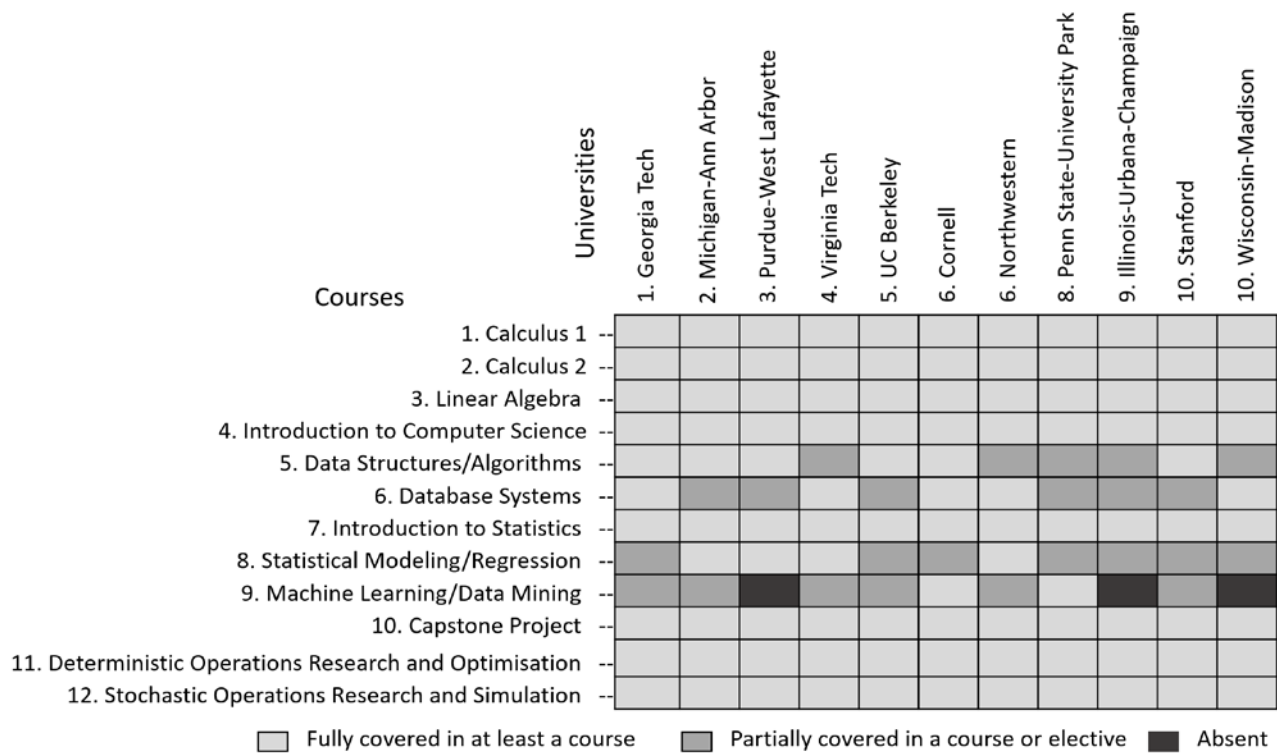 Universities
1. Georgia Tech
2. Michigan-Ann Arbor
3. Purdue-West Lafayette
4. Virginia Tech
5. UC Berkeley
6. Cornell
6. Northwestern
8. Penn State-University Park
9. Illinois-Urbana-Champaign
10. Stanford
10. Wisconsin-Madison
Courses
1. Calculus 1 --
2. Calculus 2 --
3. Linear Algebra --
4. Introduction to Computer Science --
5. Data Structures/Algorithms --
6. Database Systems --
7. Introduction to Statistics --
8. Statistical Modeling/Regression --
9. Machine Learning/Data Mining --
10. Capstone Project --
11. Deterministic Operations Research and Optimisation --
12. Stochastic Operations Research and Simulation --
Fully covered in at least a course Partially covered in a course or elective Absent